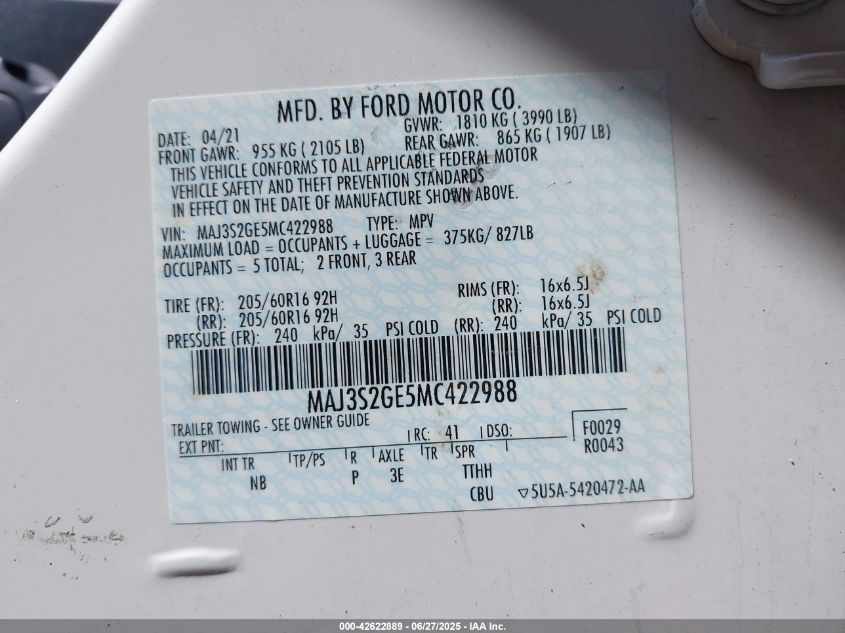 MFD. BY FORD MOTOR CO.
DATE: 04/21 GVWR: 1810 KG ( 3990 LB)
FRONT GAWR: 955 KG ( 2105 LB) REAR GAWR: 865 KG ( 1907 LB)
THIS VEHICLE CONFORMS TO ALL APPLICABLE FEDERAL MOTOR
VEHICLE SAFETY AND THEFT PREVENTION STANDARDS
IN EFFECT ON THE DATE OF MANUFACTURE SHOWN ABOVE.
VIN: MAJ3S2GE5MC422988 TYPE: MPV
MAXIMUM LOAD = OCCUPANTS + LUGGAGE = 375KG/ 827LB
OCCUPANTS = 5 TOTAL; 2 FRONT, 3 REAR
TIRE (FR): 205/60R16 92H RIMS (FR): 16x6.5J
(RR): 205/60R16 92H (RR): 16x6.5J
PRESSURE (FR): 240 kPa/ 35 PSI COLD (RR): 240 kPa/ 35 PSI COLD
MAJ3S2GE5MC422988
TRAILER TOWING - SEE OWNER GUIDE
EXT PNT: RC: 41 DSO: F0029
R0043
INT TR TP/PS R AXLE TR SPR
NB P 3E TTHH
CBU ▽5U5A-5420472-AA
000-42622889 - 06/27/2025 - IAA Inc.